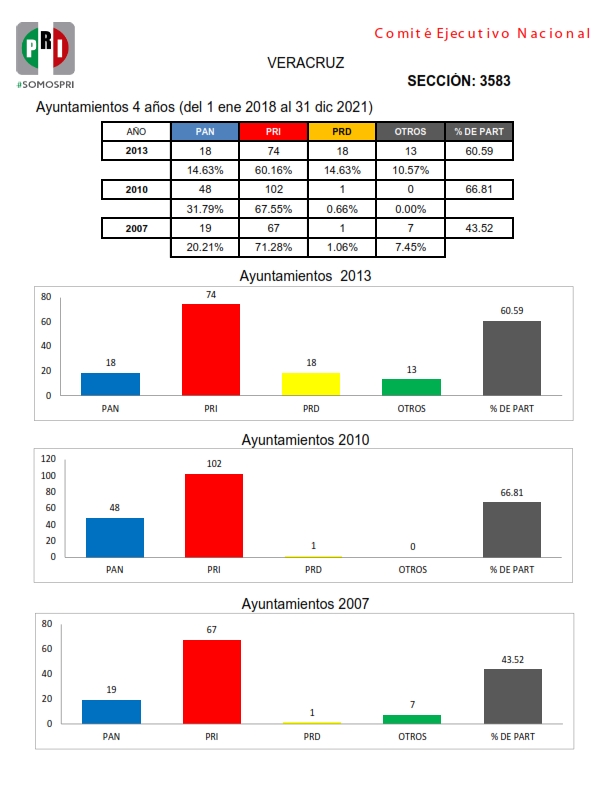 Comité Ejecutivo Nacional
PRI
#SOMOSPRI
VERACRUZ
SECCIÓN: 3583
Ayuntamientos 4 años (del 1 ene 2018 al 31 dic 2021)
AÑO PAN PRI PRD OTROS % DE PART
2013 18 74 18 13 60.59
14.63% 60.16% 14.63% 10.57%
2010 48 102 1 0 66.81
31.79% 67.55% 0.66% 0.00%
2007 19 67 1 7 43.52
20.21% 71.28% 1.06% 7.45%
Ayuntamientos 2013
80
60
40
20
0
18 74 18 13 60.59
PAN PRI PRD OTROS % DE PART
Ayuntamientos 2010
120
100
80
60
40
20
0
48 102 1 0 66.81
PAN PRI PRD OTROS % DE PART
Ayuntamientos 2007
80
60
40
20
0
19 67 1 7 43.52
PAN PRI PRD OTROS % DE PART